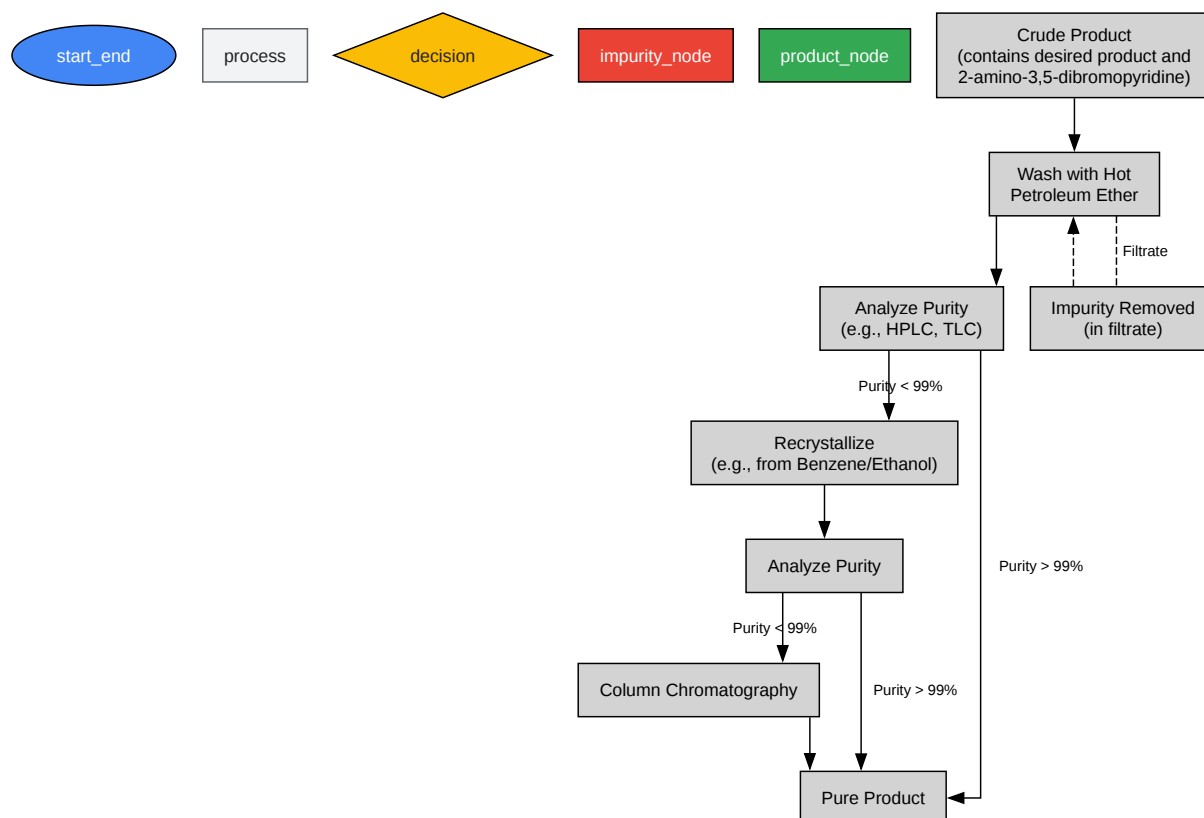 start_end
process
decision
impurity_node
product_node
Crude Product
(contains desired product and
2-amino-3,5-dibromopyridine)
Wash with Hot
Petroleum Ether
Filtrate
Analyze Purity
(e.g., HPLC, TLC)
Impurity Removed
(in filtrate)
Purity < 99%
Recrystallize
(e.g., from Benzene/Ethanol)
Analyze Purity
Purity > 99%
Purity < 99%
Column Chromatography
Purity > 99%
Pure Product